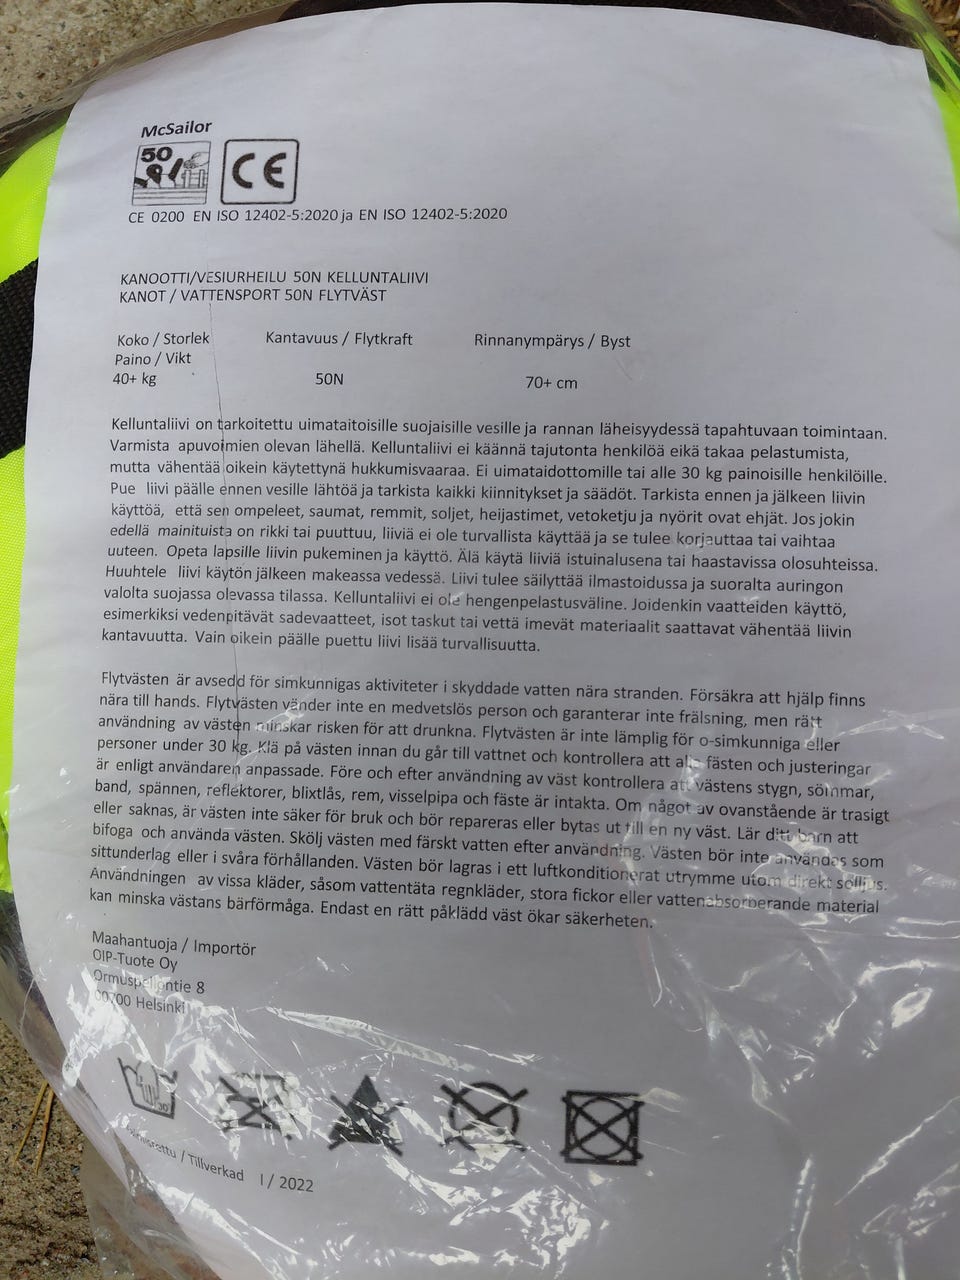 McSailor
50
CE
CE 0200 EN ISO 12402-5:2020 ja EN ISO 12402-5:2020
KANOOTTI/VESIURHEILU 50N KELLUNTALIIVI
KANOT / VATTENSPORT 50N FLYTVÄST
Koko / Storlek Kantavuus / Flytkraft Rinnanympärys / Byst
Paino / Vikt
40+ kg 50N 70+ cm
Kelluntaliivi on tarkoitettu uimataitoisille suojaisille vesille ja rannan läheisyydessä tapahtuvaan toimintaan.
Varmista apuvoimien olevan lähellä. Kelluntaliivi ei käännä tajutonta henkilöä eikä takaa pelastumista,
mutta vähentää oikein käytettynä hukkumisvaaraa. Ei uimataidottomille tai alle 30 kg painoisille henkilöille.
Pue liivi päälle ennen vesille lähtöä ja tarkista kaikki kiinnitykset ja säädöt. Tarkista ennen ja jälkeen liivin
käyttöä, että sen ompeleet, saumat, remmit, soljet, heijastimet, vetoketju ja nyörit ovat ehjät. Jos jokin
edellä mainituista on rikki tai puuttuu, liiviä ei ole turvallista käyttää ja se tulee korjauttaa tai vaihtaa
uuteen. Opeta lapsille liivin pukeminen ja käyttö. Älä käytä liiviä istuinalusena tai haastavissa olosuhteissa.
Huuhtele liivi käytön jälkeen makeassa vedessä. Liivi tulee säilyttää ilmastoidussa ja suoralta auringon
valolta suojassa olevassa tilassa. Kelluntaliivi ei ole hengenpelastusväline. Joidenkin vaatteiden käyttö,
esimerkiksi vedenpitävät sadevaatteet, isot taskut tai vettä imevät materiaalit saattavat vähentää liivin
kantavuutta. Vain oikein päälle puettu liivi lisää turvallisuutta.
Flytvästen är avsedd för simkunnigas aktiviteter i skyddade vatten nära stranden. Försäkra att hjälp finns
nära till hands. Flytvästen vänder inte en medvetslös person och garanterar inte frälsning, men rätt
användning av västen minskar risken för att drunkna. Flytvästen är inte lämplig för o-simkunniga eller
personer under 30 kg. Klä på västen innan du går till vattnet och kontrollera att alla fästen och justeringar
är enligt användaren anpassade. Före och efter användning av väst kontrollera att västens stygn, sömmar,
band, spännen, reflektorer, blixtlås, rem, visselpipa och fäste är intakta. Om något av ovanstående är trasigt
eller saknas, är västen inte säker för bruk och bör repareras eller bytas ut till en ny väst. Lär ditt barn att
bifoga och använda västen. Skölj västen med färskt vatten efter användning. Västen bör inte användas som
sittunderlag eller i svåra förhållanden. Västen bör lagras i ett luftkonditionerat utrymme utom direkt solljus.
Användningen av vissa kläder, såsom vattentäta regnkläder, stora fickor eller vattenabsorberande material
kan minska västans bärförmåga. Endast en rätt påklädd väst ökar säkerheten.
Maahantuoja / Importör
OIP-Tuote Oy
Ormuspellontie 8
00700 Helsinki
/ Tillverkad I / 2022